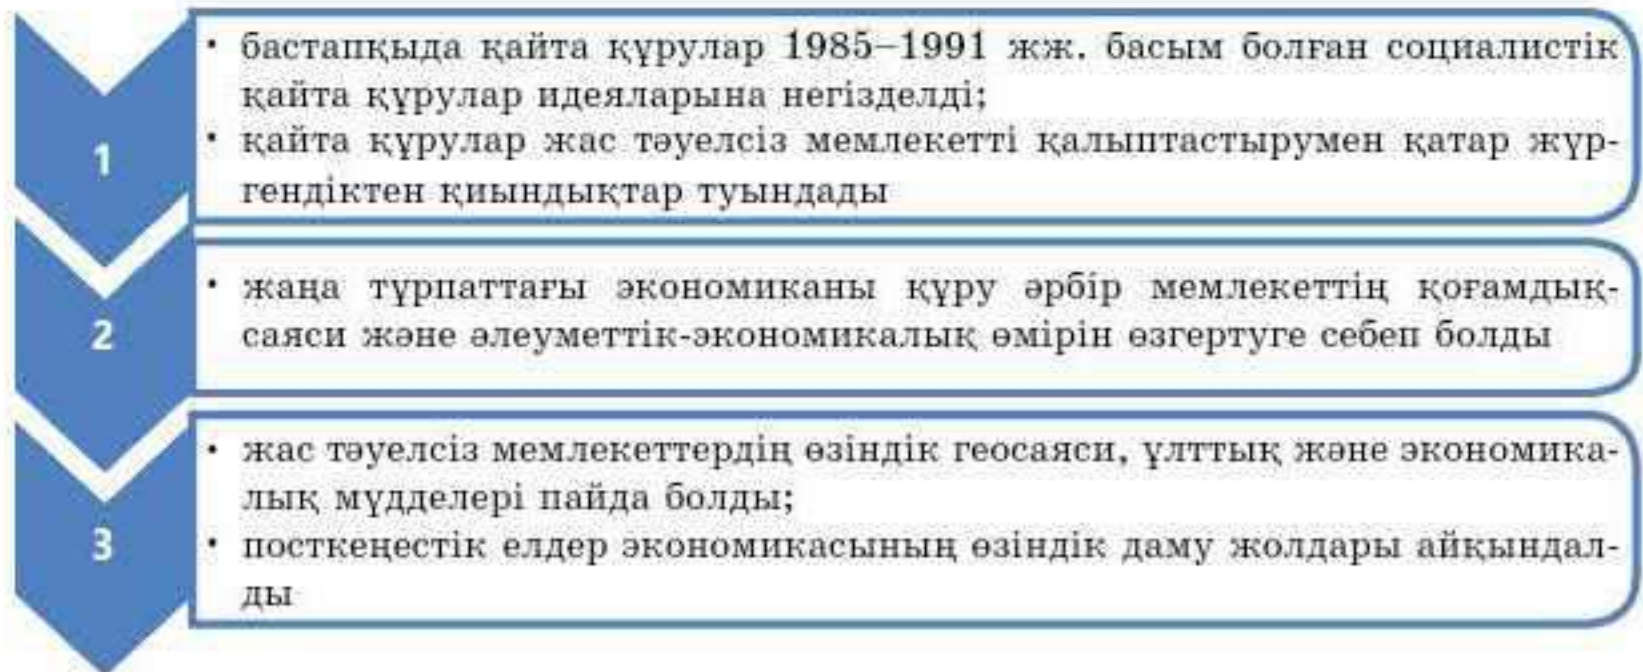 1
• бастапқыда қайта құрулар 1985–1991 жж. басым болған социалистік
қайта құрулар идеяларына негізделді;
• қайта құрулар жас тәуелсіз мемлекетті қалыптастырумен қатар жүр-
гендіктен қиындықтар туындады
2
• жаңа тұрпаттағы экономиканы құру әрбір мемлекеттің қоғамдық-
саяси және әлеуметтік-экономикалық өмірін өзгертуге себеп болды
3
• жас тәуелсіз мемлекеттердің өзіндік геосаяси, ұлттық және экономика-
лық мүдделері пайда болды;
• посткеңестік елдер экономикасының өзіндік даму жолдары айқындал-
ды